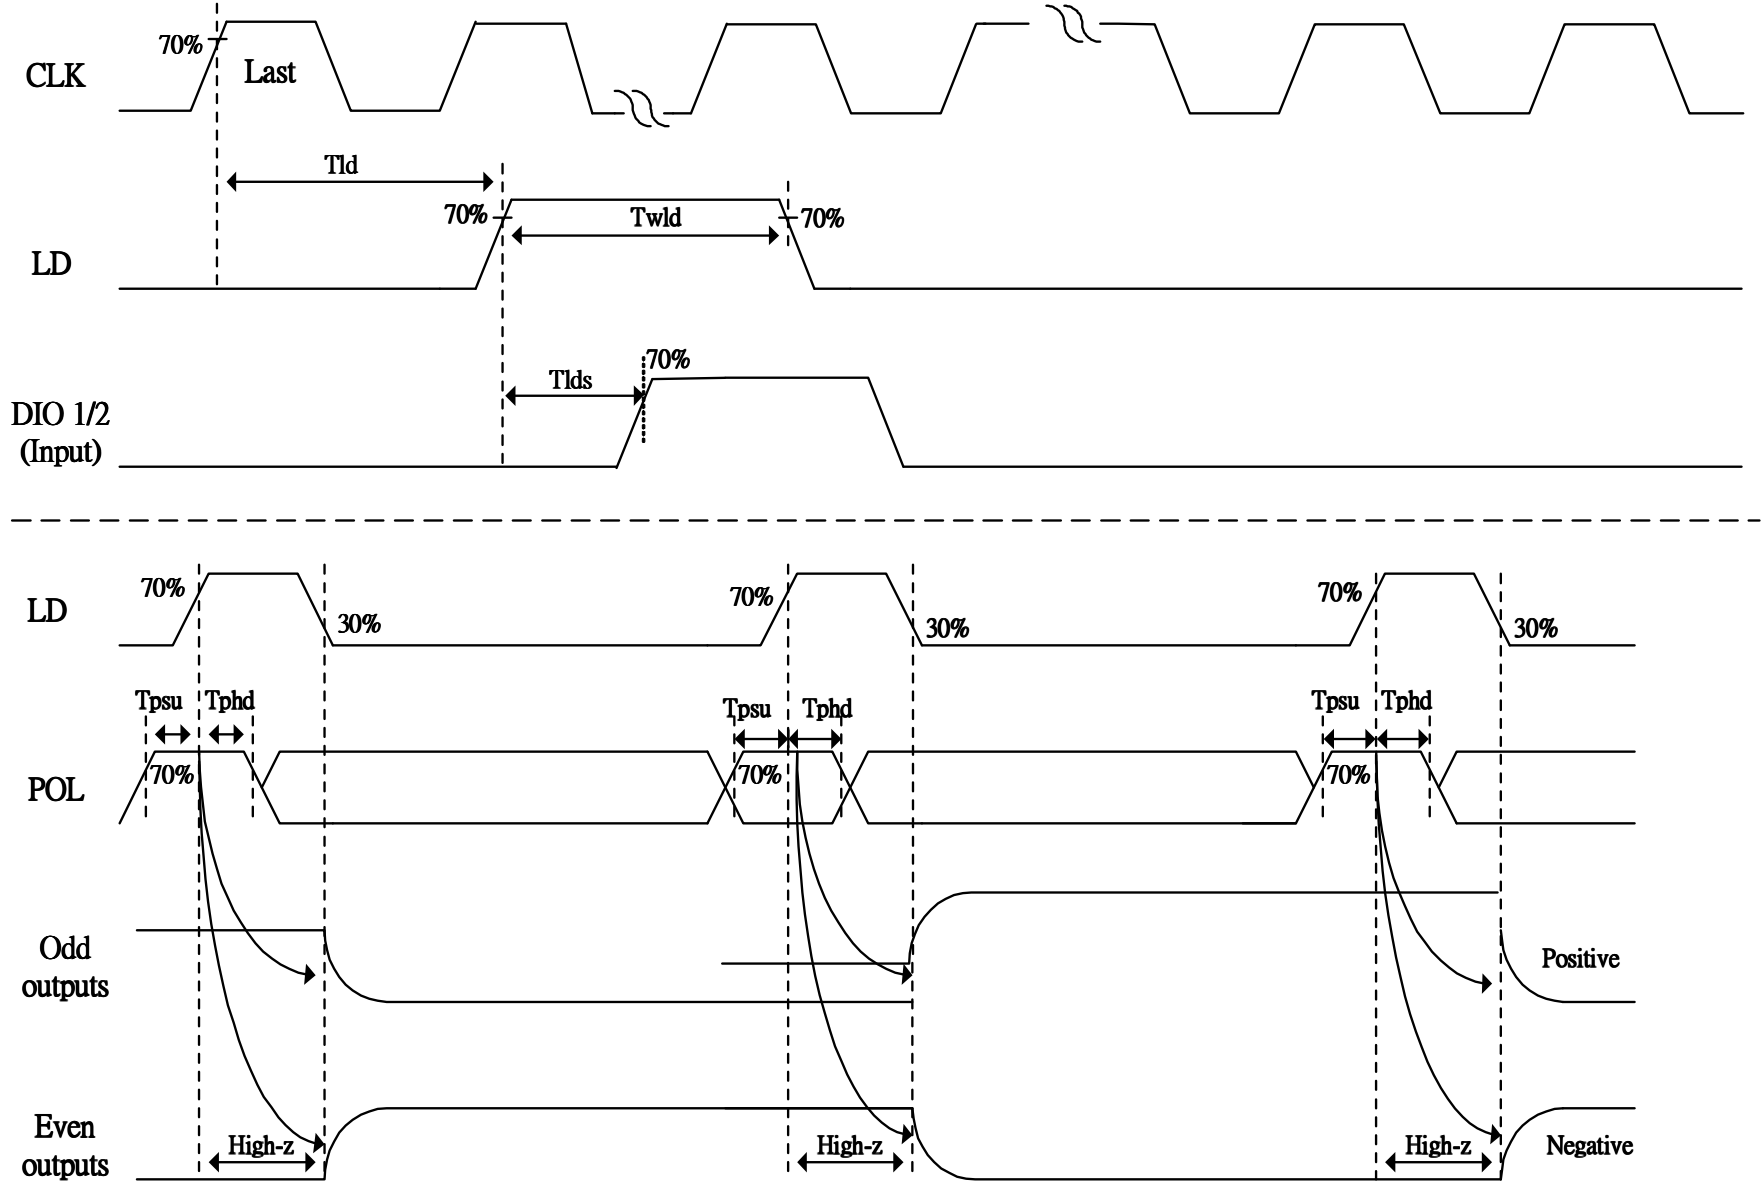 70%
CLK
Last
Tld
70%
Twld
70%
LD
70%
Tlds
DIO 1/2
(Input)
70%
70%
70%
LD
30%
30%
30%
Tpsu
Tphd
Tpsu
Tphd
Tpsu
Tphd
70%
70%
70%
POL
Odd
outputs
Positive
Even
outputs
High-z
High-z
High-z
Negative